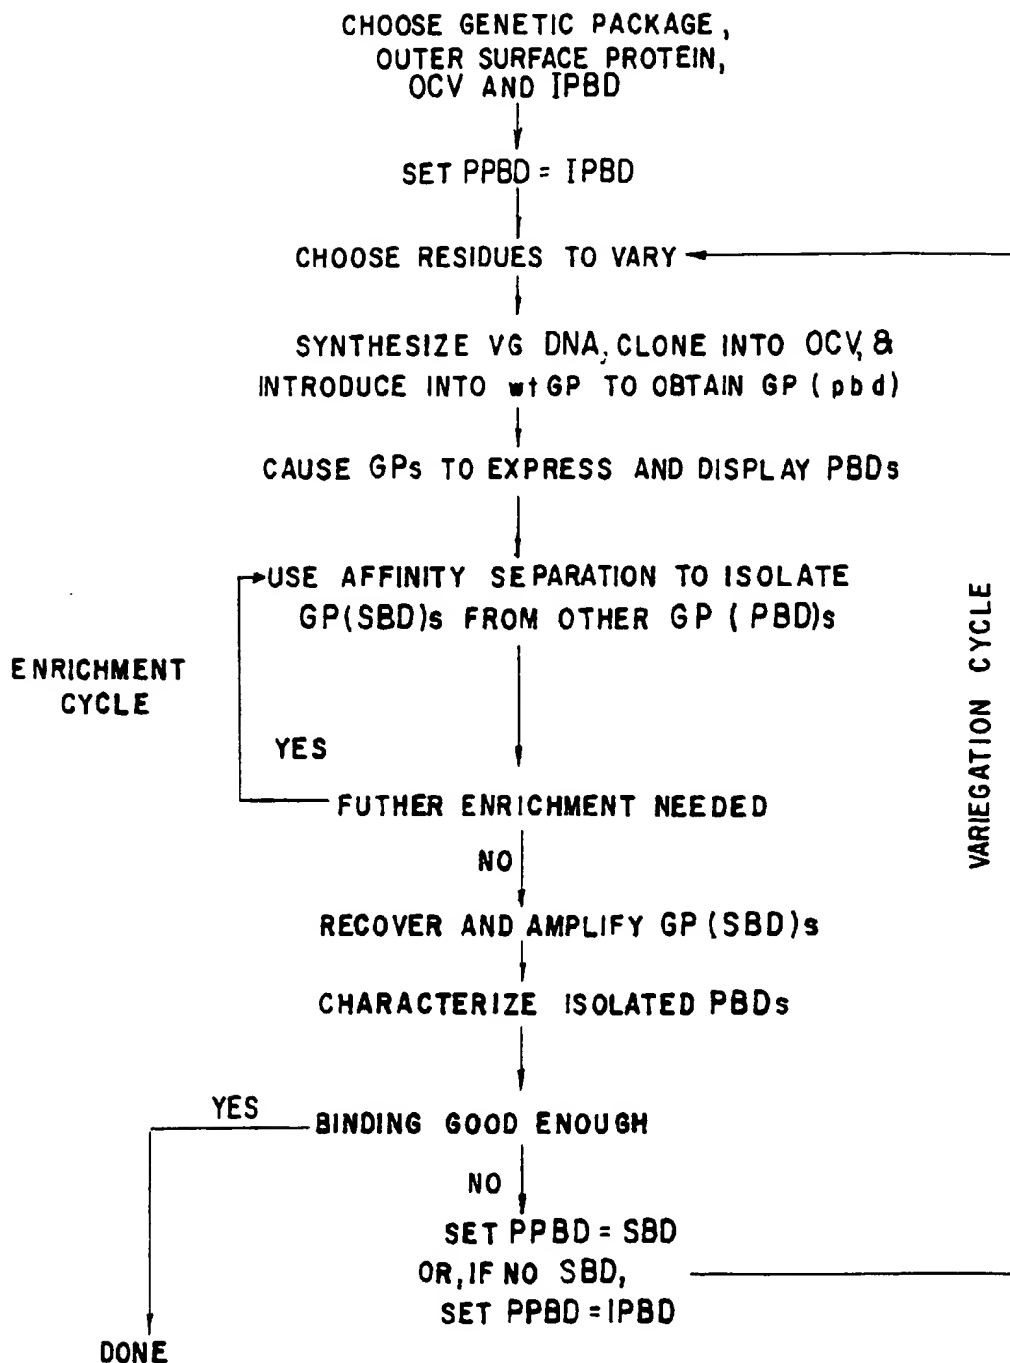 CHOOSE GENETIC PACKAGE,
OUTER SURFACE PROTEIN,
OCV AND IPBD
SET PPBD = IPBD
CHOOSE RESIDUES TO VARY
SYNTHESIZE VG DNA, CLONE INTO OCV, &
INTRODUCE INTO wtGP TO OBTAIN GP (pbd)
CAUSE GPs TO EXPRESS AND DISPLAY PBDs
USE AFFINITY SEPARATION TO ISOLATE
GP(SBD)s FROM OTHER GP (PBD)s
ENRICHMENT
CYCLE
VARIEGATION CYCLE
YES
FUTHER ENRICHMENT NEEDED
NO
RECOVER AND AMPLIFY GP (SBD)s
CHARACTERIZE ISOLATED PBDs
YES
BINDING GOOD ENOUGH
NO
SET PPBD = SBD
OR, IF NO SBD,
SET PPBD = IPBD
DONE